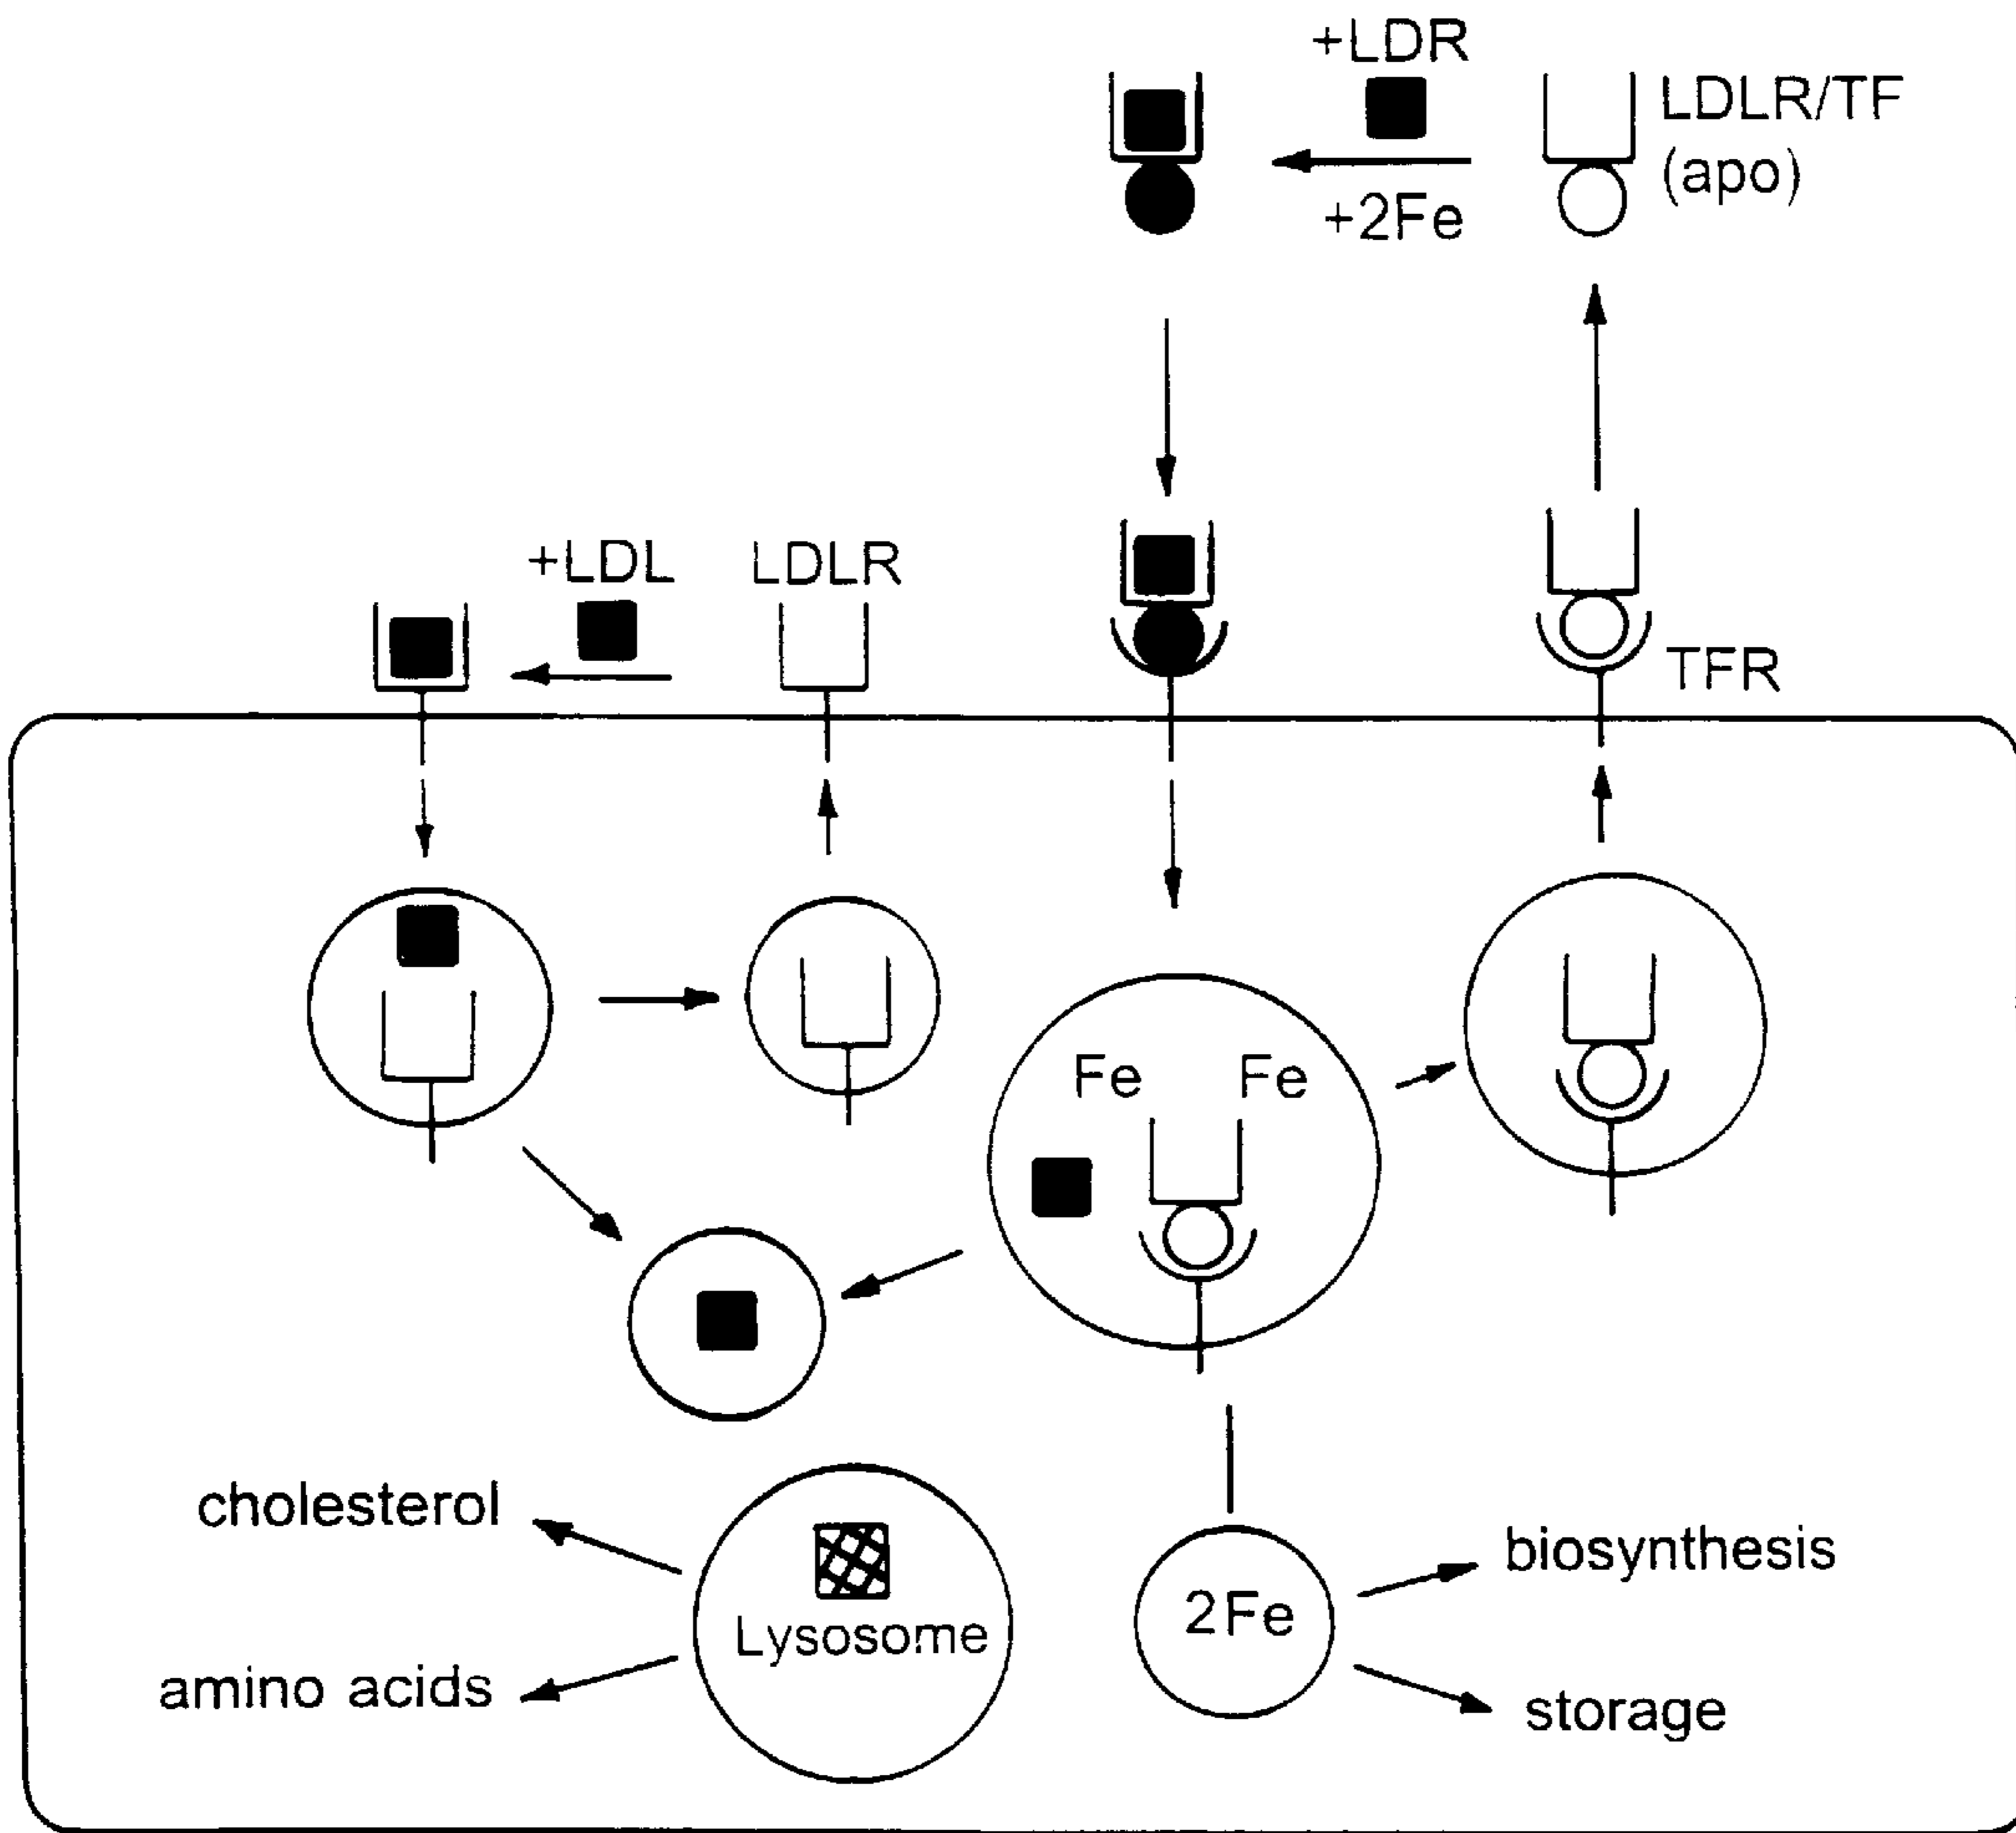 +LDR
LDLR/TF
(apo)
+2Fe
+LDL
LDLR
TFR
Fe
Fe
cholesterol
Lysosome
amino acids
2Fe
biosynthesis
storage